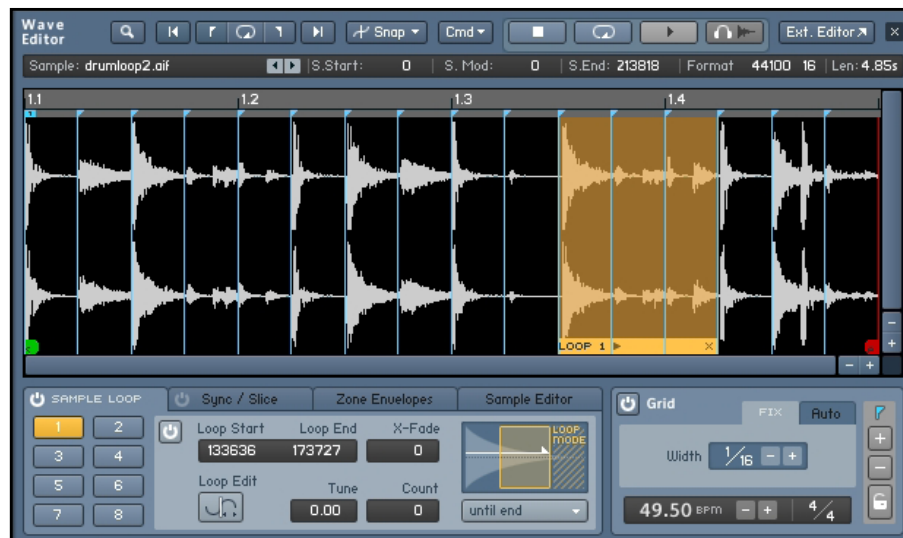 Wave
Editor
Snap
Cmd
Ext. Editor
Sample: drumloop2.aif
S.Start: 0
S. Mod: 0
S.End: 213818
Format 44100 16
Len: 4.85s
1.1 1.2 1.3 1.4
1
LOOP 1
SAMPLE LOOP
Sync / Slice
Zone Envelopes
Sample Editor
1 2
3 4
5 6
7 8
Loop Start Loop End X-Fade
133636 173727 0
Loop Edit
Tune Count
0.00 0
LOOP
MODE
until end
Grid
FIX
Auto
Width 1/16
49.50 BPM
4/4